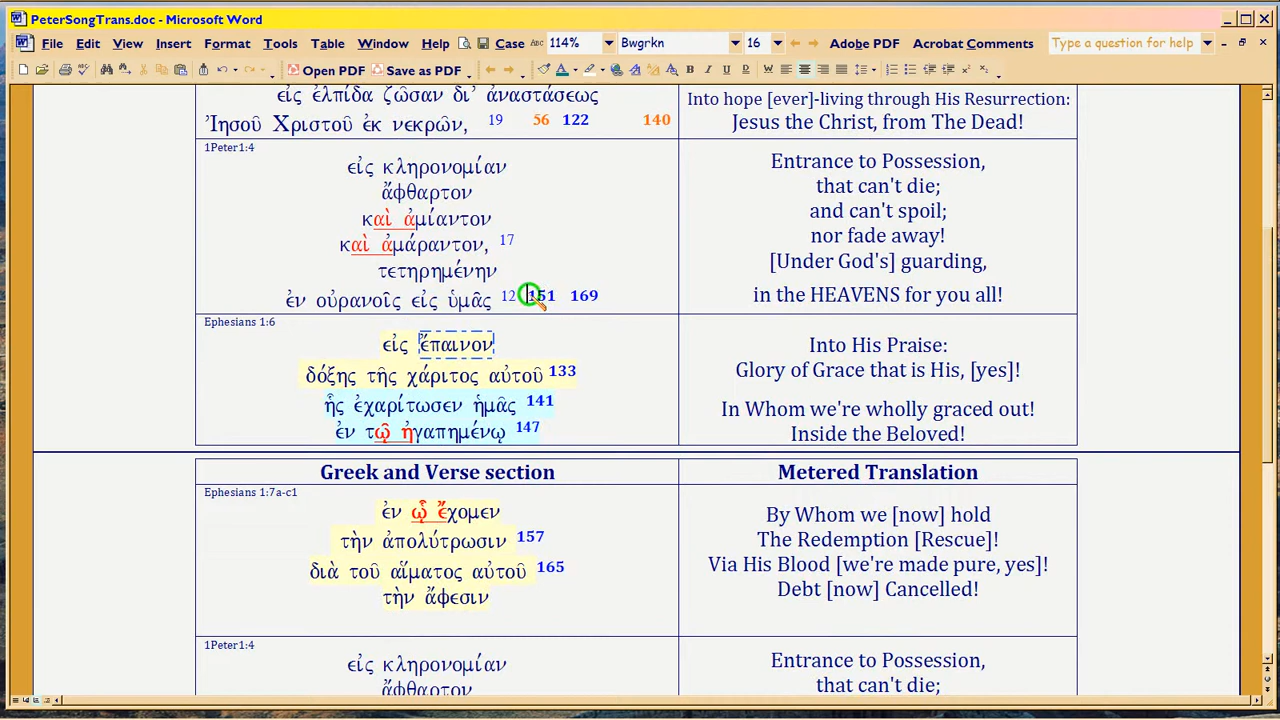 PeterSongTrans.doc - Microsoft Word
File Edit View Insert Format Tools Table Window Help Case 114% Bwgrkn 16 Adobe PDF Acrobat Comments Type a question for help
Open PDF Save as PDF
εἰς ἐλπίδα ζῶσαν δι’ ἀναστάσεως
Ἰησοῦ Χριστοῦ ἐκ νεκρῶν, 19 56 122 140
Into hope [ever]-living through His Resurrection:
Jesus the Christ, from The Dead!
1Peter1:4
εἰς κληρονομίαν
ἄφθαρτον
καὶ ἀμίαντον
καὶ ἀμάραντον, 17
τετηρημένην
ἐν οὐρανοῖς εἰς ὑμᾶς 12 151 169
Entrance to Possession,
that can't die;
and can't spoil;
nor fade away!
[Under God's] guarding,
in the HEAVENS for you all!
Ephesians 1:6
εἰς ἔπαινον
δόξης τῆς χάριτος αὐτοῦ 133
ἧς ἐχαρίτωσεν ἡμᾶς 141
ἐν τῷ ἠγαπημένῳ 147
Into His Praise:
Glory of Grace that is His, [yes]!
In Whom we're wholly graced out!
Inside the Beloved!
Greek and Verse section
Metered Translation
Ephesians 1:7a-c1
ἐν ᾧ ἔχομεν
τὴν ἀπολύτρωσιν 157
διὰ τοῦ αἵματος αὐτοῦ 165
τὴν ἄφεσιν
By Whom we [now] hold
The Redemption [Rescue]!
Via His Blood [we're made pure, yes]!
Debt [now] Cancelled!
1Peter1:4
εἰς κληρονομίαν
ἄφθαρτον
Entrance to Possession,
that can't die;